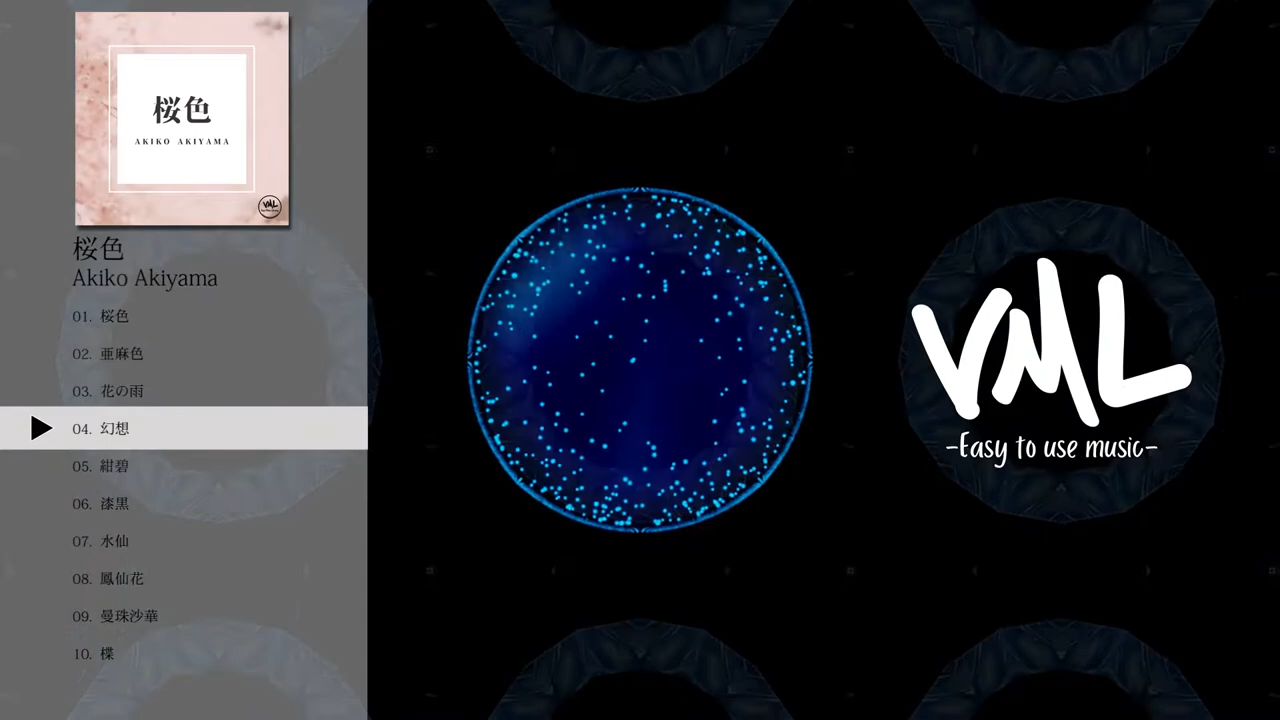 桜色
AKIKO AKIYAMA
VML
桜色
Akiko Akiyama
01. 桜色
02. 亜麻色
03. 花の雨
04. 幻想
05. 紺碧
06. 漆黒
07. 水仙
08. 鳳仙花
09. 曼珠沙華
10. 楪
VML
-Easy to use music-